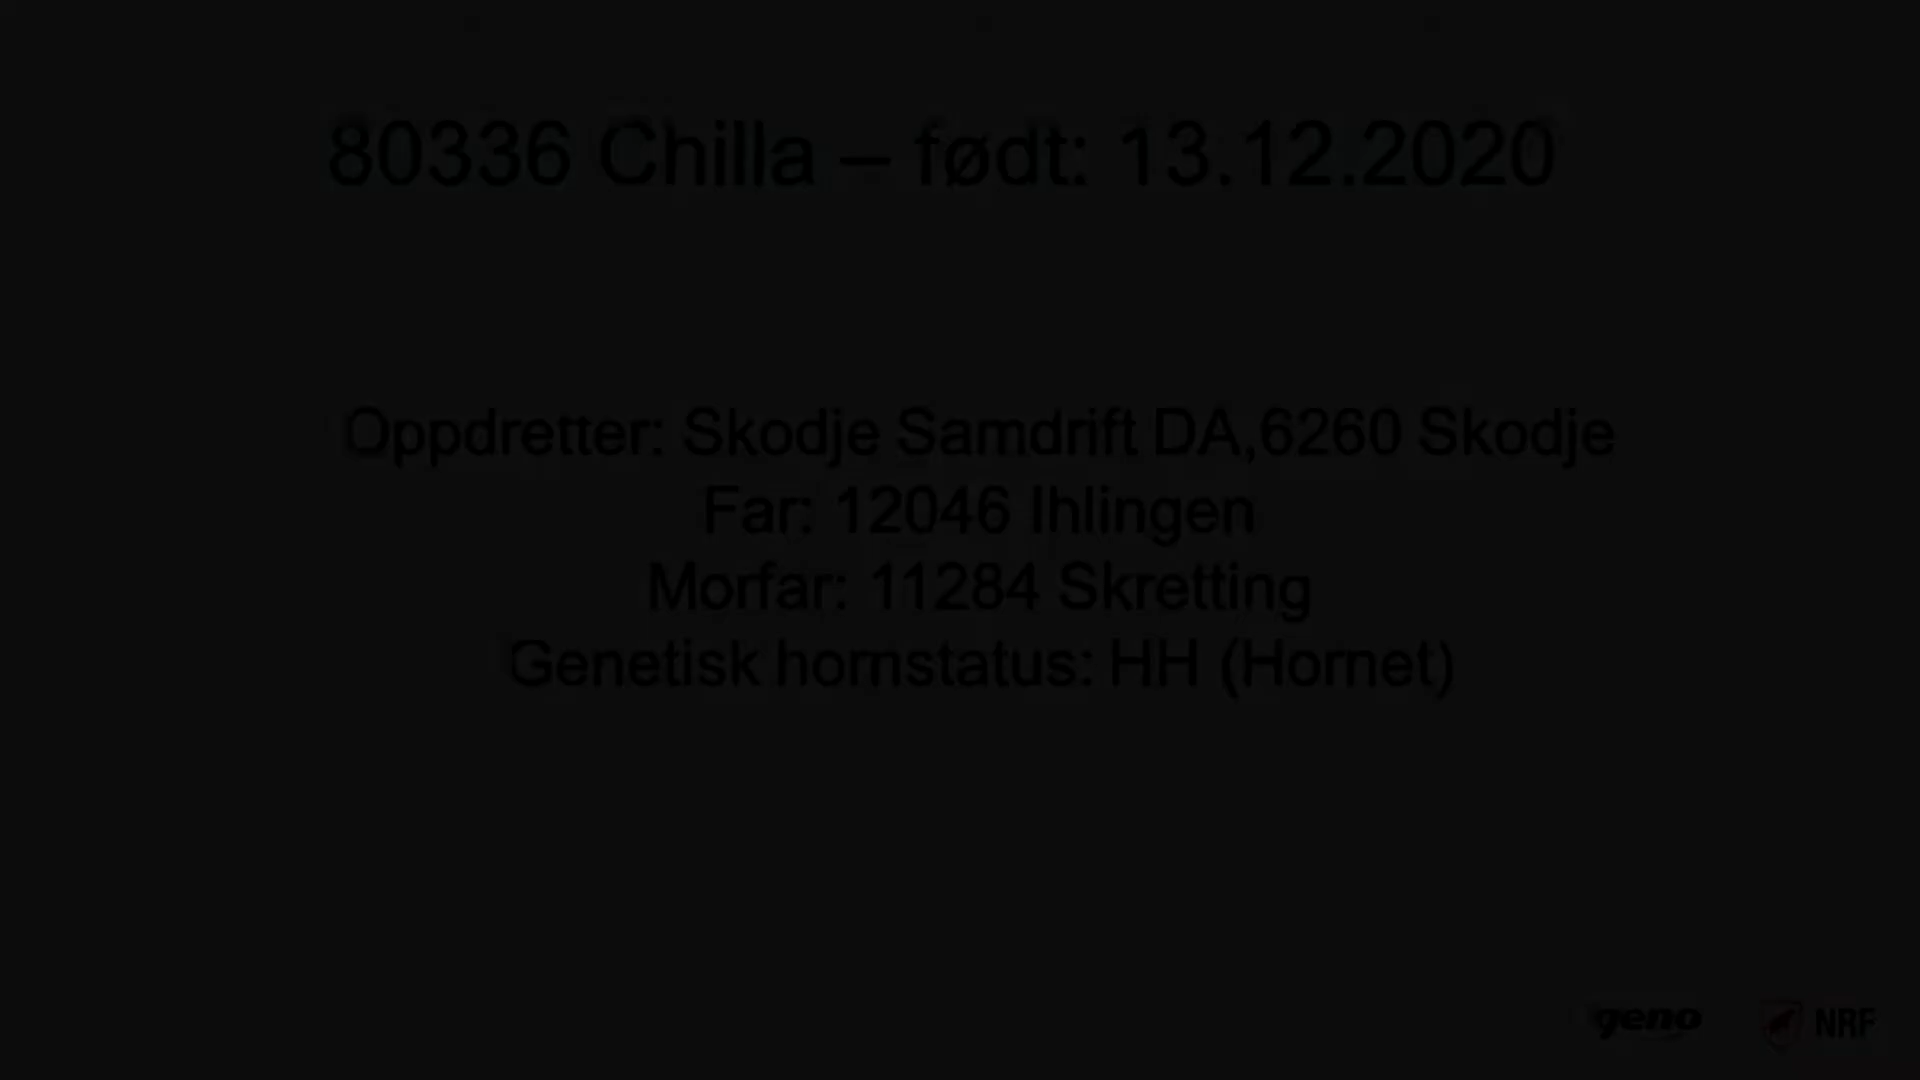 80336 Chilla – født: 13.12.2020
Oppdretter: Skodje Samdrift DA,6260 Skodje
Far: 12046 Ihlingen
Morfar: 11284 Skretting
Genetisk hornstatus: HH (Hornet)
geno NRF